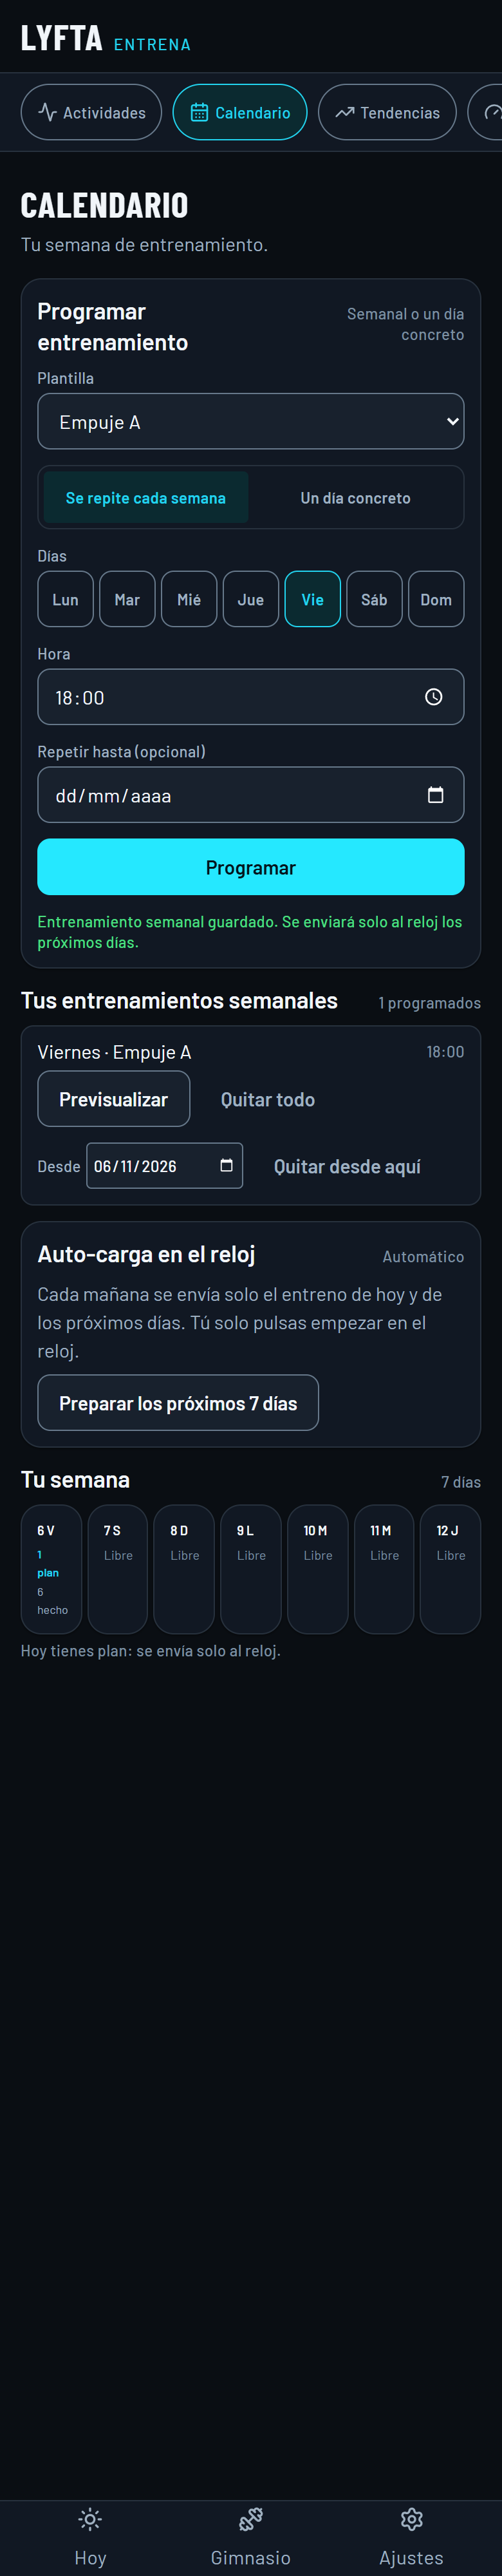 LYFTA ENTRENA
Actividades
Calendario
Tendencias
CALENDARIO
Tu semana de entrenamiento.
Programar
entrenamiento
Semanal o un día
concreto
Plantilla
Empuje A
Se repite cada semana
Un día concreto
Días
Lun
Mar
Mié
Jue
Vie
Sáb
Dom
Hora
18:00
Repetir hasta (opcional)
dd/mm/aaaa
Programar
Entrenamiento semanal guardado. Se enviará solo al reloj los
próximos días.
Tus entrenamientos semanales
1 programados
Viernes · Empuje A
18:00
Previsualizar
Quitar todo
Desde
06/11/2026
Quitar desde aquí
Auto-carga en el reloj
Automático
Cada mañana se envía solo el entreno de hoy y de
los próximos días. Tú solo pulsas empezar en el
reloj.
Preparar los próximos 7 días
Tu semana
7 días
6 V
1
plan
6
hecho
7 S
Libre
8 D
Libre
9 L
Libre
10 M
Libre
11 M
Libre
12 J
Libre
Hoy tienes plan: se envía solo al reloj.
Hoy
Gimnasio
Ajustes